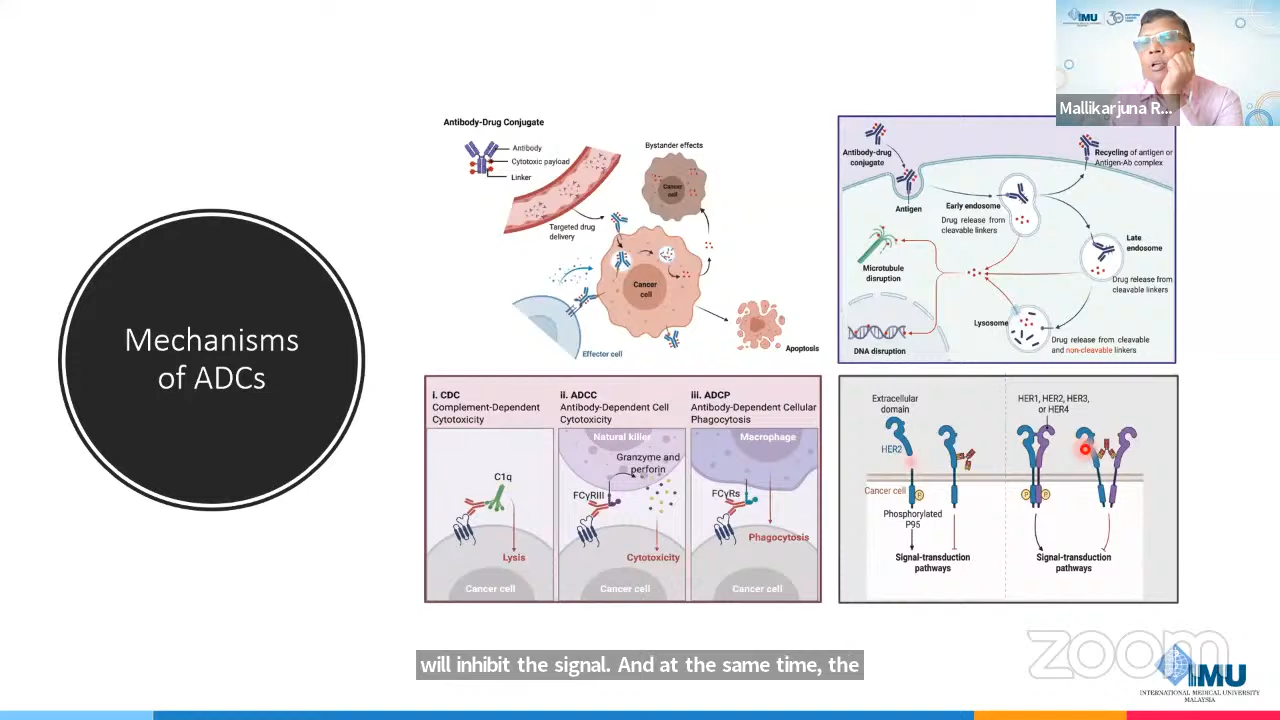 IMU
Mallikarjuna R...
Mechanisms
of ADCs
Antibody-Drug Conjugate
Antibody
Cytotoxic payload
Linker
Targeted drug
delivery
Bystander effects
Cancer
cell
Cancer
cell
Effecter cell
Apoptosis
Antibody-drug
conjugate
Antigen
Early endosome
Drug release from
cleavable linkers
Recycling of antigen or
Antigen-Ab complex
Late
endosome
Drug release from
cleavable linkers
Microtubule
disruption
Lysosome
Drug release from cleavable
and non-cleavable linkers
DNA disruption
i. CDC
Complement-Dependent
Cytotoxicity
C1q
Lysis
Cancer cell
ii. ADCC
Antibody-Dependent Cell
Cytotoxicity
Natural killer
Granzyme and
perforin
FCγRIII
Cytotoxicity
Cancer cell
iii. ADCP
Antibody-Dependent Cellular
Phagocytosis
Macrophage
FCγRs
Phagocytosis
Cancer cell
Extracellular
domain
HER2
Cancer cell
P
Phosphorylated
P95
Signal-transduction
pathways
HER1, HER2, HER3,
or HER4
P
P
Signal-transduction
pathways
will inhibit the signal. And at the same time, the
zoom
IMU
INTERNATIONAL MEDICAL UNIVERSITY
MALAYSIA